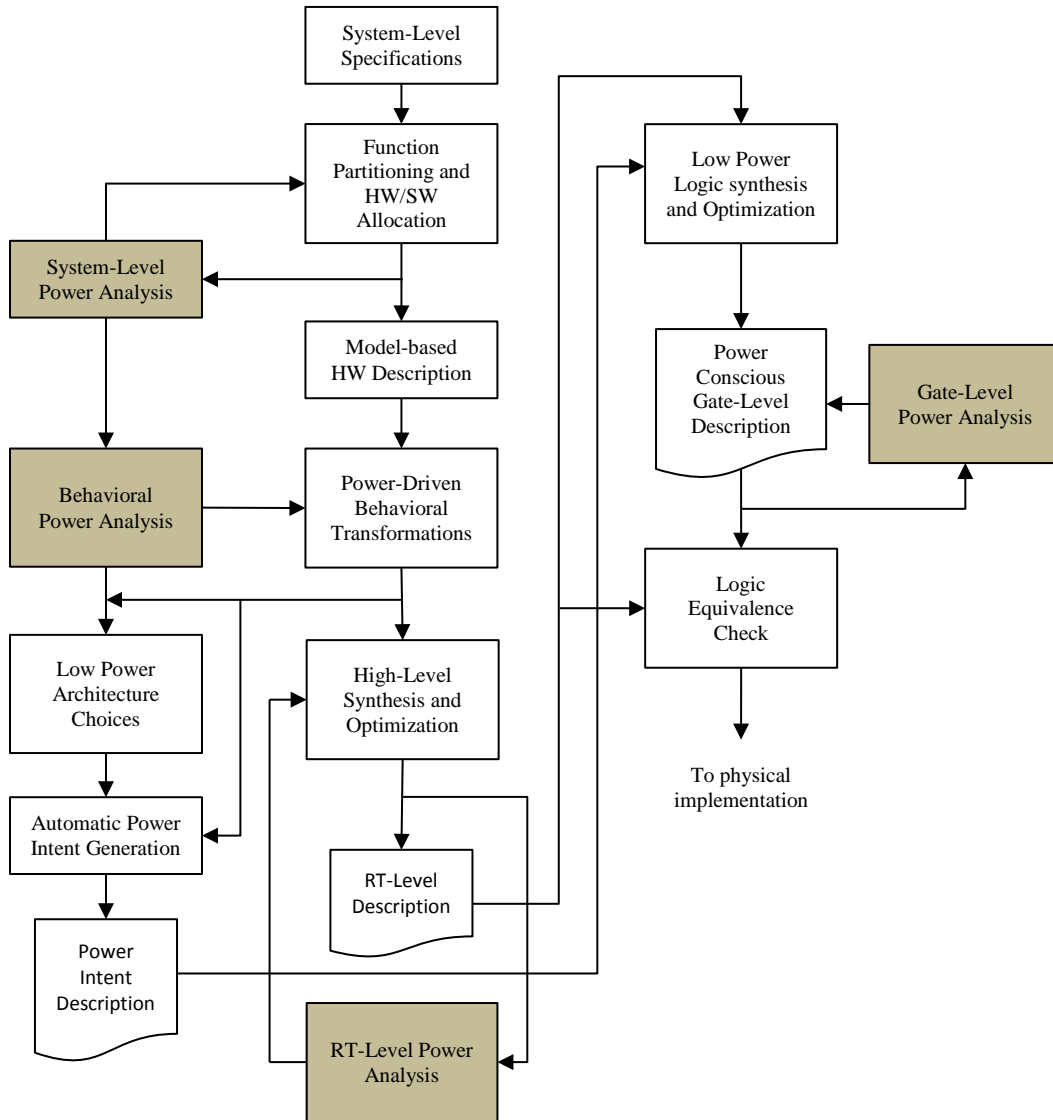 System-Level
Specifications
Function
Partitioning and
HW/SW
Allocation
System-Level
Power Analysis
Model-based
HW Description
Behavioral
Power Analysis
Power-Driven
Behavioral
Transformations
Low Power
Architecture
Choices
High-Level
Synthesis and
Optimization
Automatic Power
Intent Generation
RT-Level
Description
Power
Intent
Description
RT-Level Power
Analysis
Low Power
Logic synthesis
and Optimization
Power
Conscious
Gate-Level
Description
Gate-Level
Power Analysis
Logic
Equivalence
Check
To physical
implementation